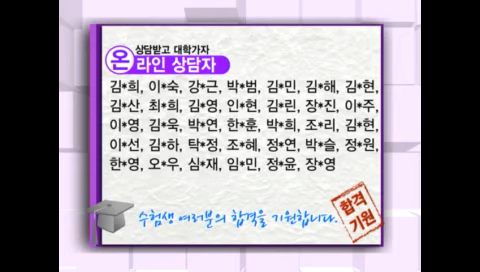 상담받고 대학가자
온라인 상담자
김*희, 이*숙, 강*근, 박*범, 김*민, 김*해, 김*현,
김*산, 최*희, 김*영, 인*현, 김*린, 장*진, 이*주,
이*영, 김*욱, 박*연, 한*훈, 박*희, 조*리, 김*현,
이*선, 김*하, 탁*정, 조*혜, 정*연, 박*슬, 정*원,
한*영, 오*우, 심*재, 임*민, 정*윤, 장*영
수험생 여러분의 합격을 기원합니다.
합격
기원